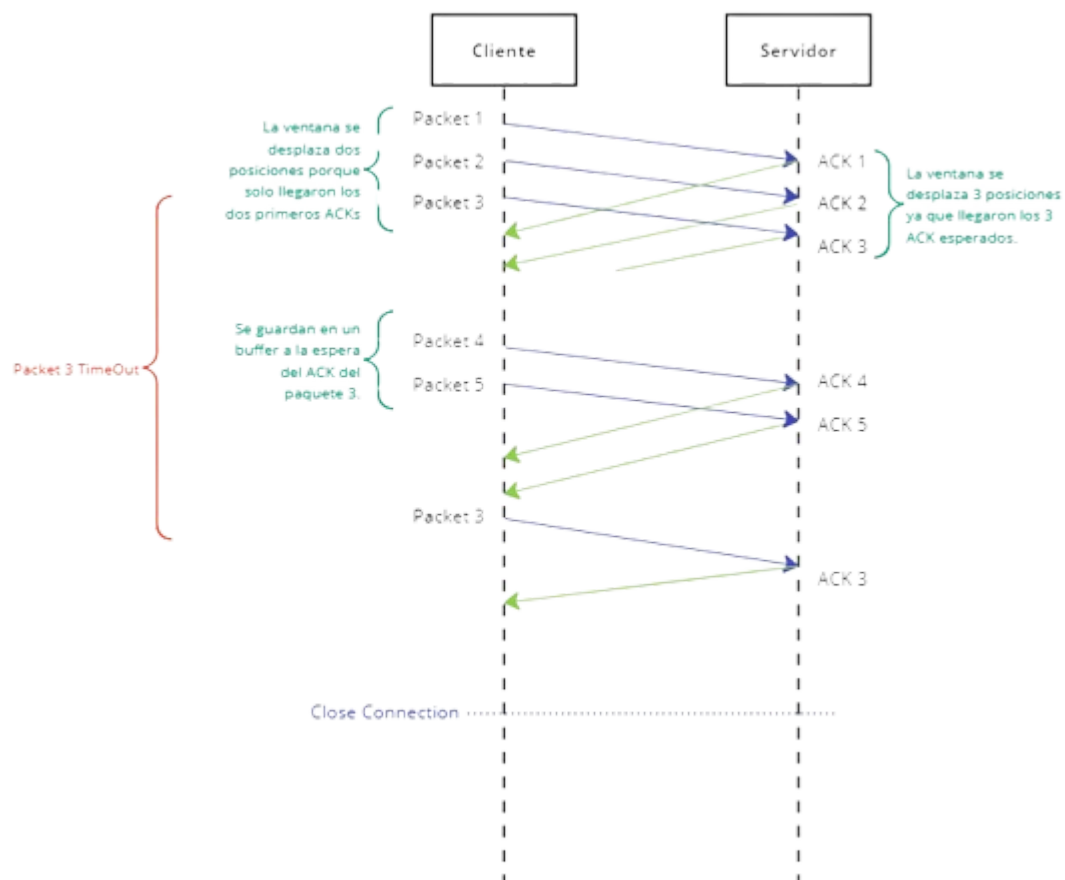 Cliente
Servidor
Packet 1
La ventana se
desplaza dos
posiciones porque
solo llegaron los
dos primeros ACKs
Packet 2
Packet 3
ACK 1
ACK 2
ACK 3
La ventana se
desplaza 3 posiciones
ya que llegaron los 3
ACK esperados.
Packet 3 TimeOut
Se guardan en un
buffer a la espera
del ACK del
paquete 3.
Packet 4
Packet 5
ACK 4
ACK 5
Packet 3
ACK 3
Close Connection